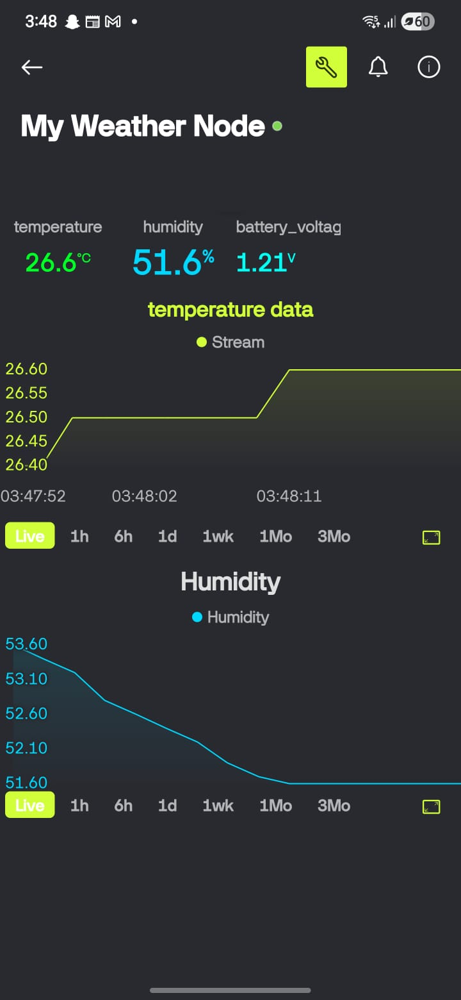 3:48 60
My Weather Node
temperature humidity battery_voltag
26.6°C 51.6% 1.21V
temperature data
Stream
26.60
26.55
26.50
26.45
26.40
03:47:52 03:48:02 03:48:11
Live 1h 6h 1d 1wk 1Mo 3Mo
Humidity
Humidity
53.60
53.10
52.60
52.10
51.60
Live 1h 6h 1d 1wk 1Mo 3Mo